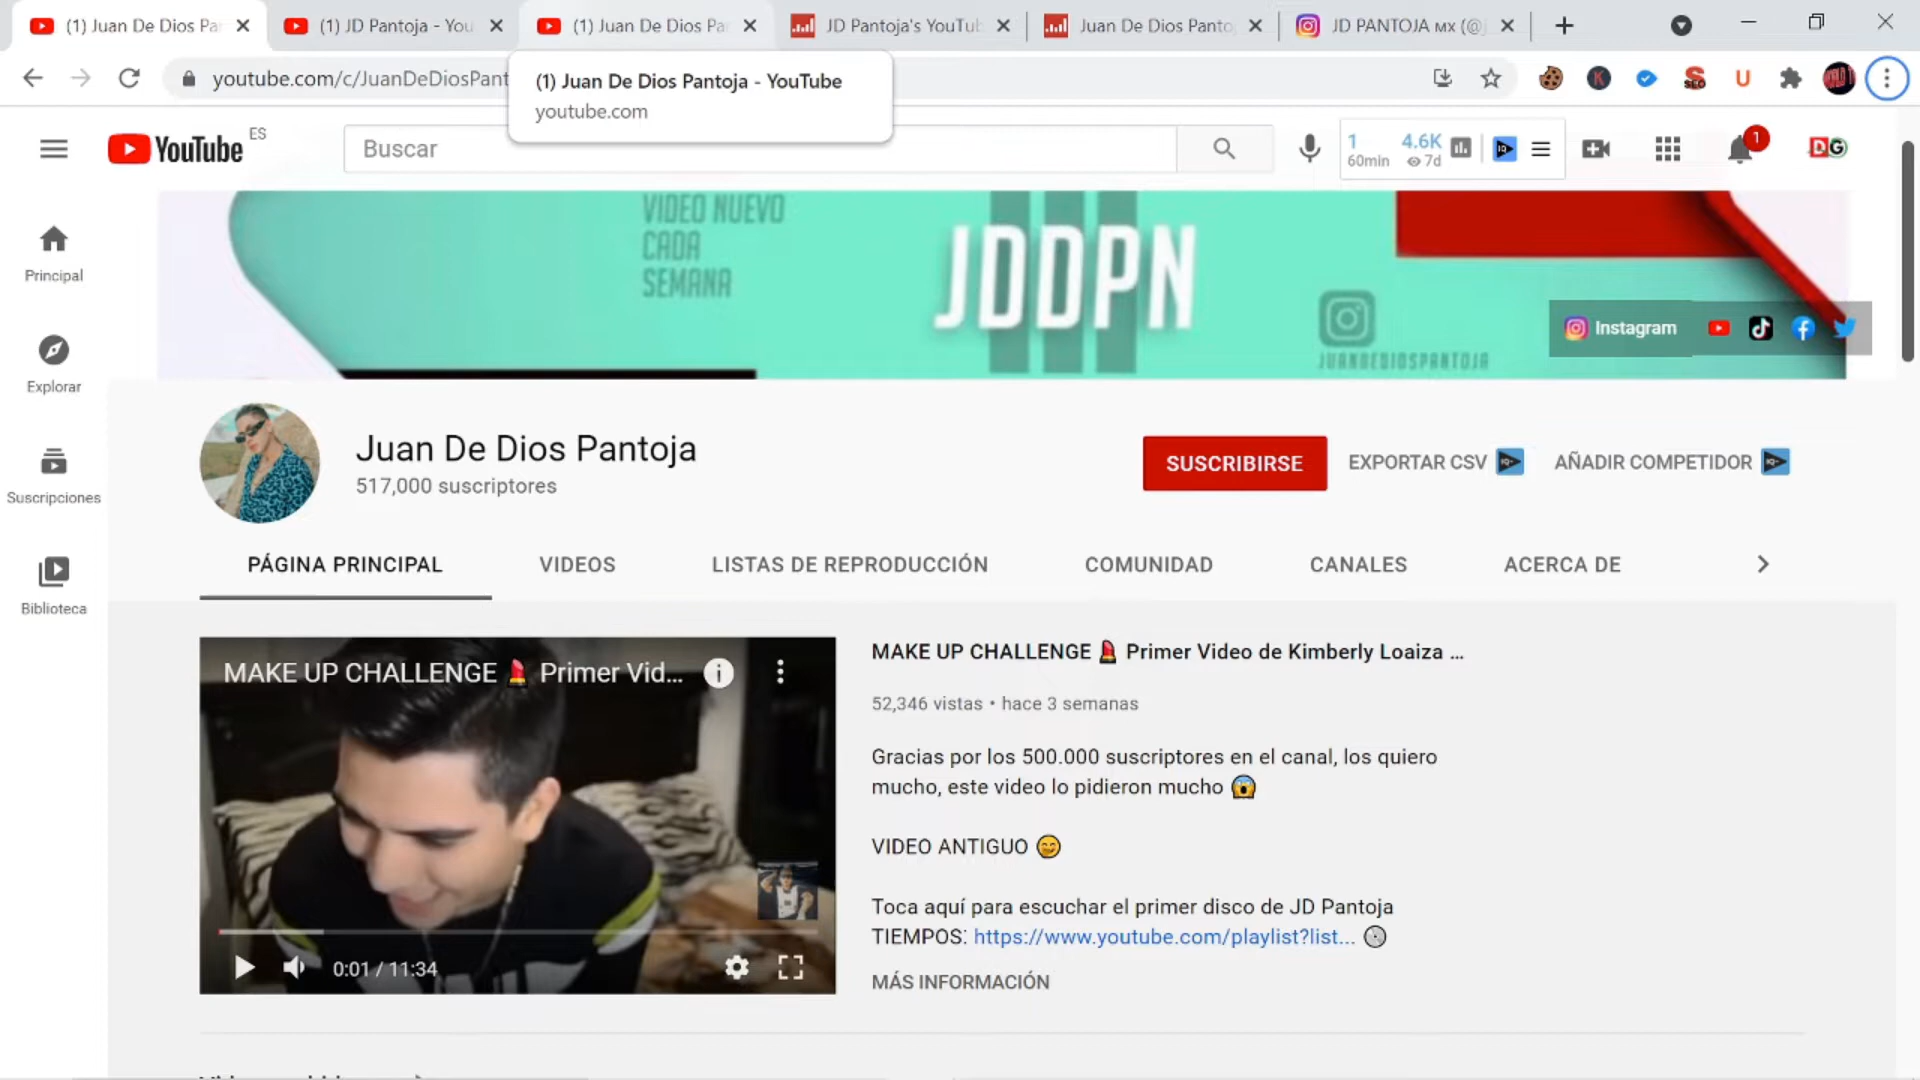 (1) Juan De Dios Pa
(1) JD Pantoja - You
(1) Juan De Dios Pa
JD Pantoja's YouTub
Juan De Dios Panto
JD PANTOJA мx (@
youtube.com/c/JuanDeDiosPant
(1) Juan De Dios Pantoja - YouTube
youtube.com
YouTube ES
Buscar
1
60min
4.6K
7d
1
DG
Principal
Explorar
Suscripciones
Biblioteca
VIDEO NUEVO
CADA
SEMANA
JDDPN
JUANDEDIOSPANTOJA
Instagram
Juan De Dios Pantoja
517,000 suscriptores
SUSCRIBIRSE
EXPORTAR CSV
AÑADIR COMPETIDOR
PÁGINA PRINCIPAL
VIDEOS
LISTAS DE REPRODUCCIÓN
COMUNIDAD
CANALES
ACERCA DE
MAKE UP CHALLENGE 💄 Primer Vid...
0:01 / 11:34
MAKE UP CHALLENGE 💄 Primer Video de Kimberly Loaiza ...
52,346 vistas • hace 3 semanas
Gracias por los 500.000 suscriptores en el canal, los quiero
mucho, este video lo pidieron mucho 😱
VIDEO ANTIGUO 😊
Toca aquí para escuchar el primer disco de JD Pantoja
TIEMPOS: https://www.youtube.com/playlist?list... 💿
MÁS INFORMACIÓN